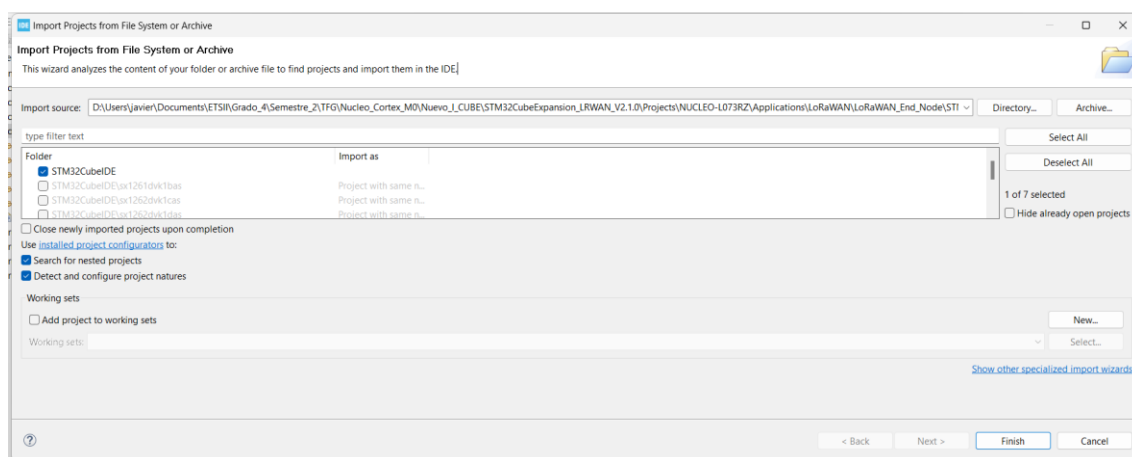 IDE Import Projects from File System or Archive
Import Projects from File System or Archive
This wizard analyzes the content of your folder or archive file to find projects and import them in the IDE.
Import source: D:\Users\javier\Documents\ETSII\Grado_4\Semestre_2\TFG\Nucleo_Cortex_M0\Nuevo_I_CUBE\STM32CubeExpansion_LRWAN_V2.1.0\Projects\NUCLEO-L073RZ\Applications\LoRaWAN\LoRaWAN_End_Node\STI Directory... Archive...
type filter text Select All
Folder Import as
Deselect All
STM32CubeIDE
STM32CubeIDE\sx1261dvk1bas Project with same n...
1 of 7 selected
STM32CubeIDE\sx1262dvk1cas Project with same n...
STM32CubeIDE\sx1262dvk1das Project with same n...
Hide already open projects
Close newly imported projects upon completion
Use installed project configurators to:
Search for nested projects
Detect and configure project natures
Working sets
Add project to working sets New...
Working sets: Select...
Show other specialized import wizards
? < Back Next > Finish Cancel